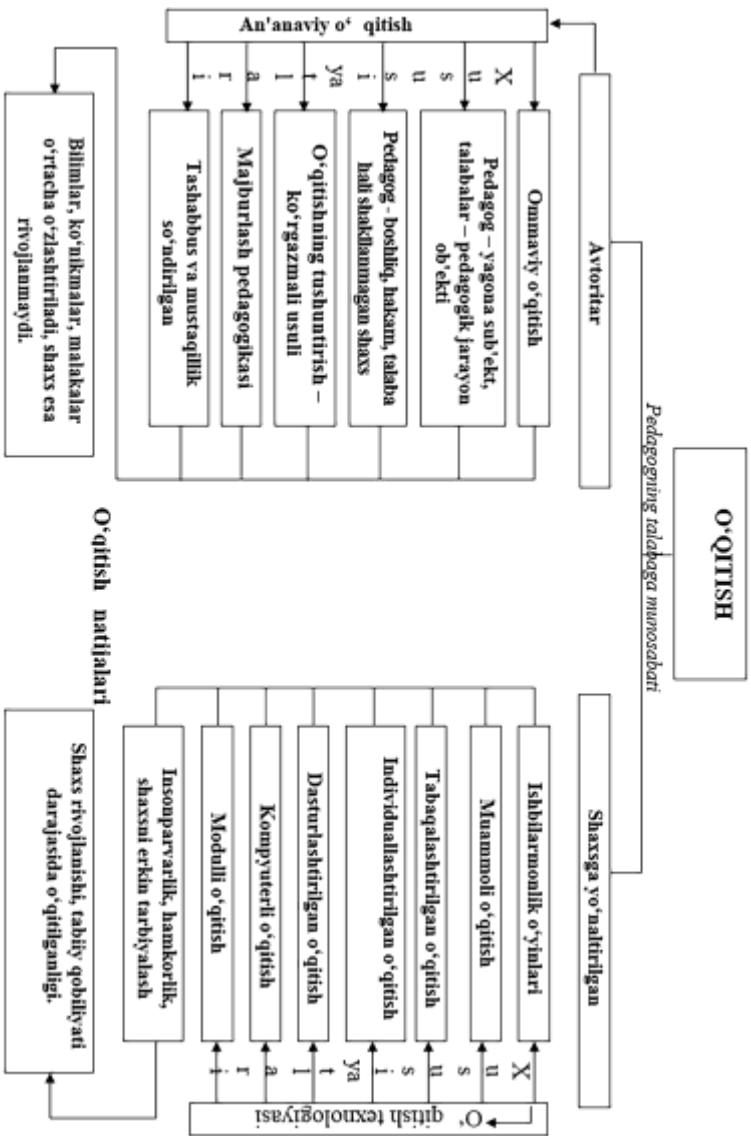 O‘QITISH
Pedagogning talabaga munosabati
Avtoritar
An'anaviy o‘ qitish
X u s u s i ya t l a r i
Ommaviy o‘qitish
Pedagog – yagona sub'ekt,
talabalar – pedagogik jarayon
ob'ekti
Pedagog - boshliq, hakam, talaba
hali shakllanmagan shaxs
O‘qitishning tushuntirish –
ko‘rgazmali usuli
Majburlash pedagogikasi
Tashabbus va mustaqillik
so‘ndirilgan
Bilimlar, ko‘nikmalar, malakalar
o‘rtacha o‘zlashtiriladi, shaxs esa
rivojlanmaydi.
O‘qitish natijalari
Shaxsga yo‘naltirilgan
Ishbilarmonlik o‘yinlari
Muammoli o‘qitish
Tabaqalashtirilgan o‘qitish
Individuallashtirilgan o‘qitish
Dasturlashtirilgan o‘qitish
Kompyuterli o‘qitish
Modulli o‘qitish
Insonparvarlik, hamkorlik,
shaxsni erkin tarbiyalash
X u s u s i ya t l a r i
O‘ qitish texnologiyasi
Shaxs rivojlanishi, tabiiy qobiliyati
darajasida o‘qitilganligi.